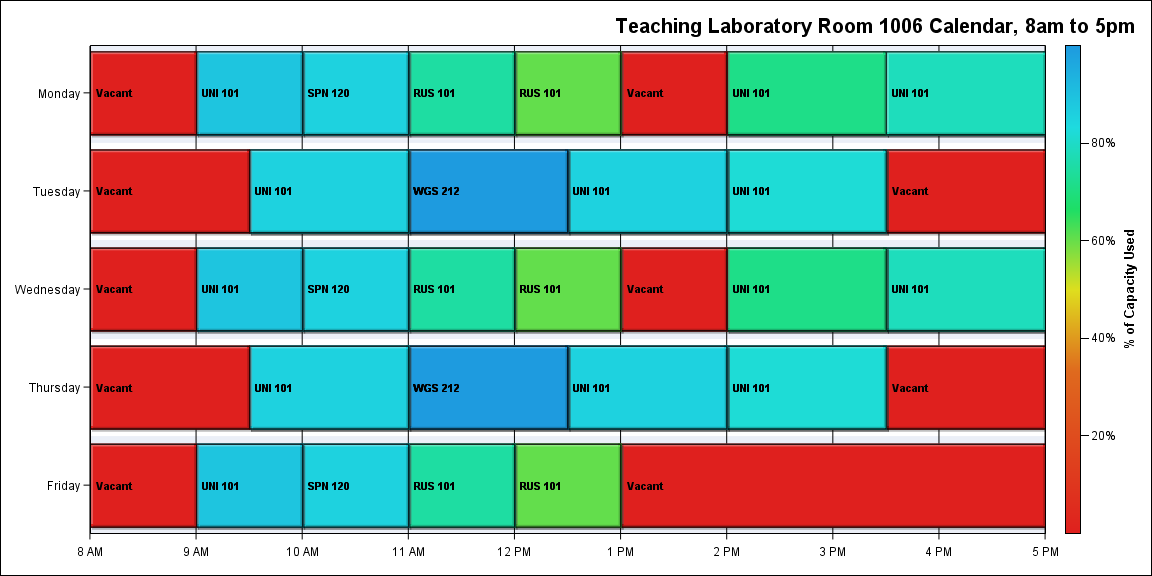 Teaching Laboratory Room 1006 Calendar, 8am to 5pm
Monday Vacant UNI 101 SPN 120 RUS 101 RUS 101 Vacant UNI 101 UNI 101
80%
Tuesday Vacant UNI 101 WGS 212 UNI 101 UNI 101 Vacant
60%
Wednesday Vacant UNI 101 SPN 120 RUS 101 RUS 101 Vacant UNI 101 UNI 101
% of Capacity Used
40%
Thursday Vacant UNI 101 WGS 212 UNI 101 UNI 101 Vacant
20%
Friday Vacant UNI 101 SPN 120 RUS 101 RUS 101 Vacant
8 AM 9 AM 10 AM 11 AM 12 PM 1 PM 2 PM 3 PM 4 PM 5 PM